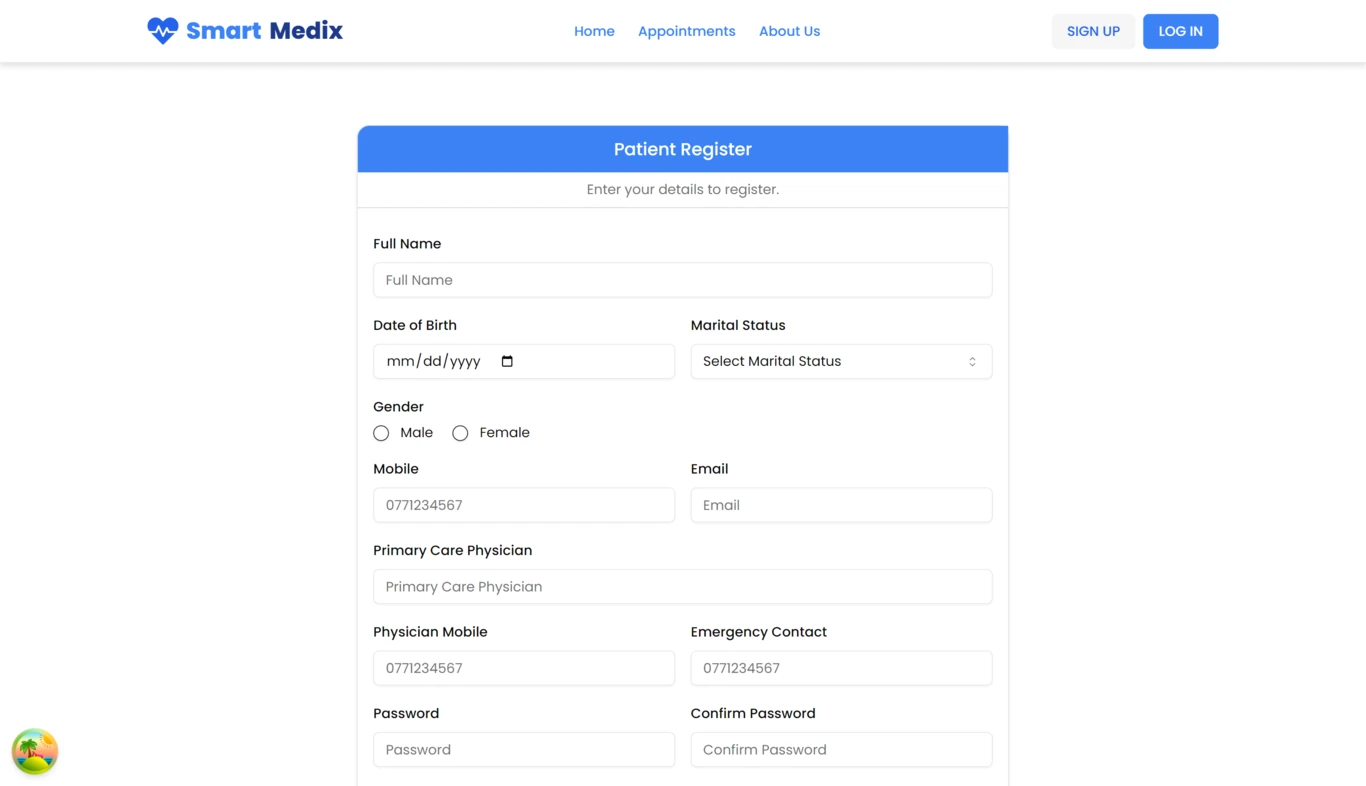 Smart Medix
Home Appointments About Us
SIGN UP LOG IN
Patient Register
Enter your details to register.
Full Name
Full Name
Date of Birth Marital Status
mm/dd/yyyy Select Marital Status
Gender
Male Female
Mobile Email
0771234567 Email
Primary Care Physician
Primary Care Physician
Physician Mobile Emergency Contact
0771234567 0771234567
Password Confirm Password
Password Confirm Password